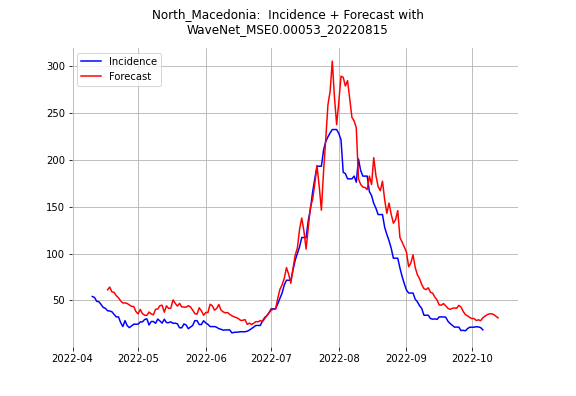 North_Macedonia:  Incidence + Forecast with
WaveNet_MSE0.00053_20220815
Incidence
Forecast
300
250
200
150
100
50
2022-04 2022-05 2022-06 2022-07 2022-08 2022-09 2022-10